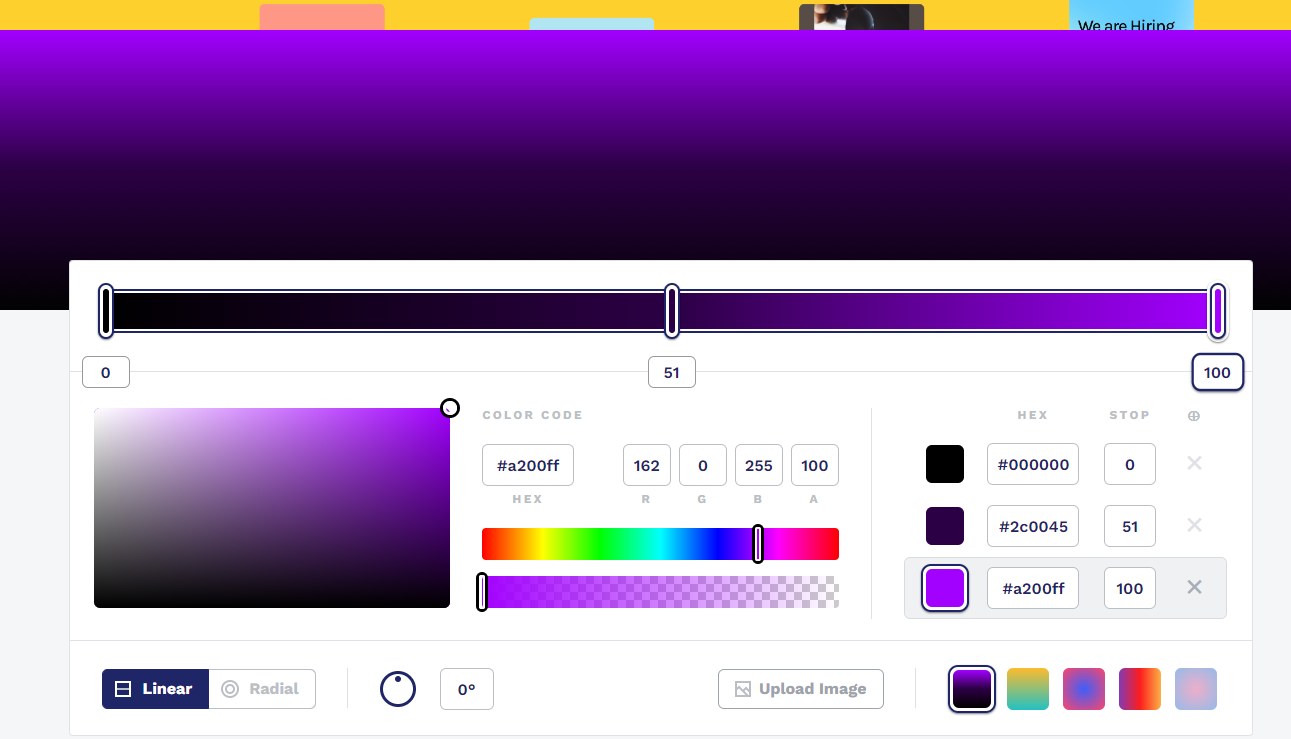 We are Hiring
0
51
100
COLOR CODE
HEX STOP
#a200ff 162 0 255 100
HEX R G B A
#000000 0
#2c0045 51
#a200ff 100
Linear Radial 0° Upload Image